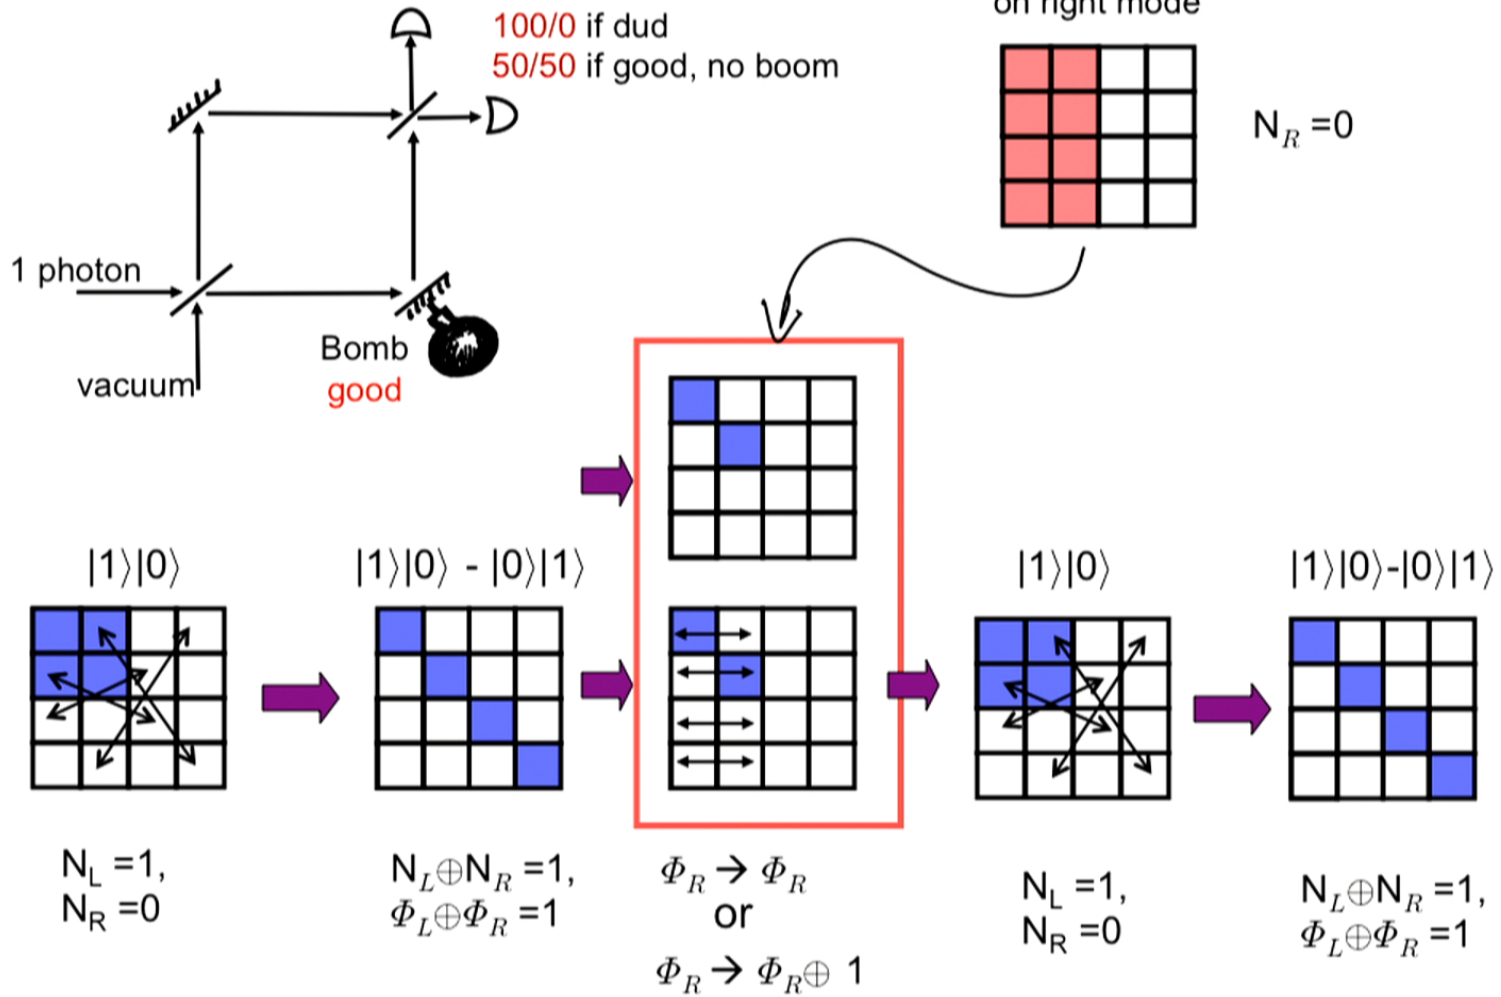 on right mode
100/0 if dud
50/50 if good, no boom
N_R =0
1 photon
Bomb
good
vacuum
|1⟩|0⟩
|1⟩|0⟩ - |0⟩|1⟩
|1⟩|0⟩
|1⟩|0⟩-|0⟩|1⟩
N_L =1,
N_R =0
N_L⊕N_R =1,
Φ_L⊕Φ_R =1
Φ_R → Φ_R
or
Φ_R → Φ_R⊕ 1
N_L =1,
N_R =0
N_L⊕N_R =1,
Φ_L⊕Φ_R =1